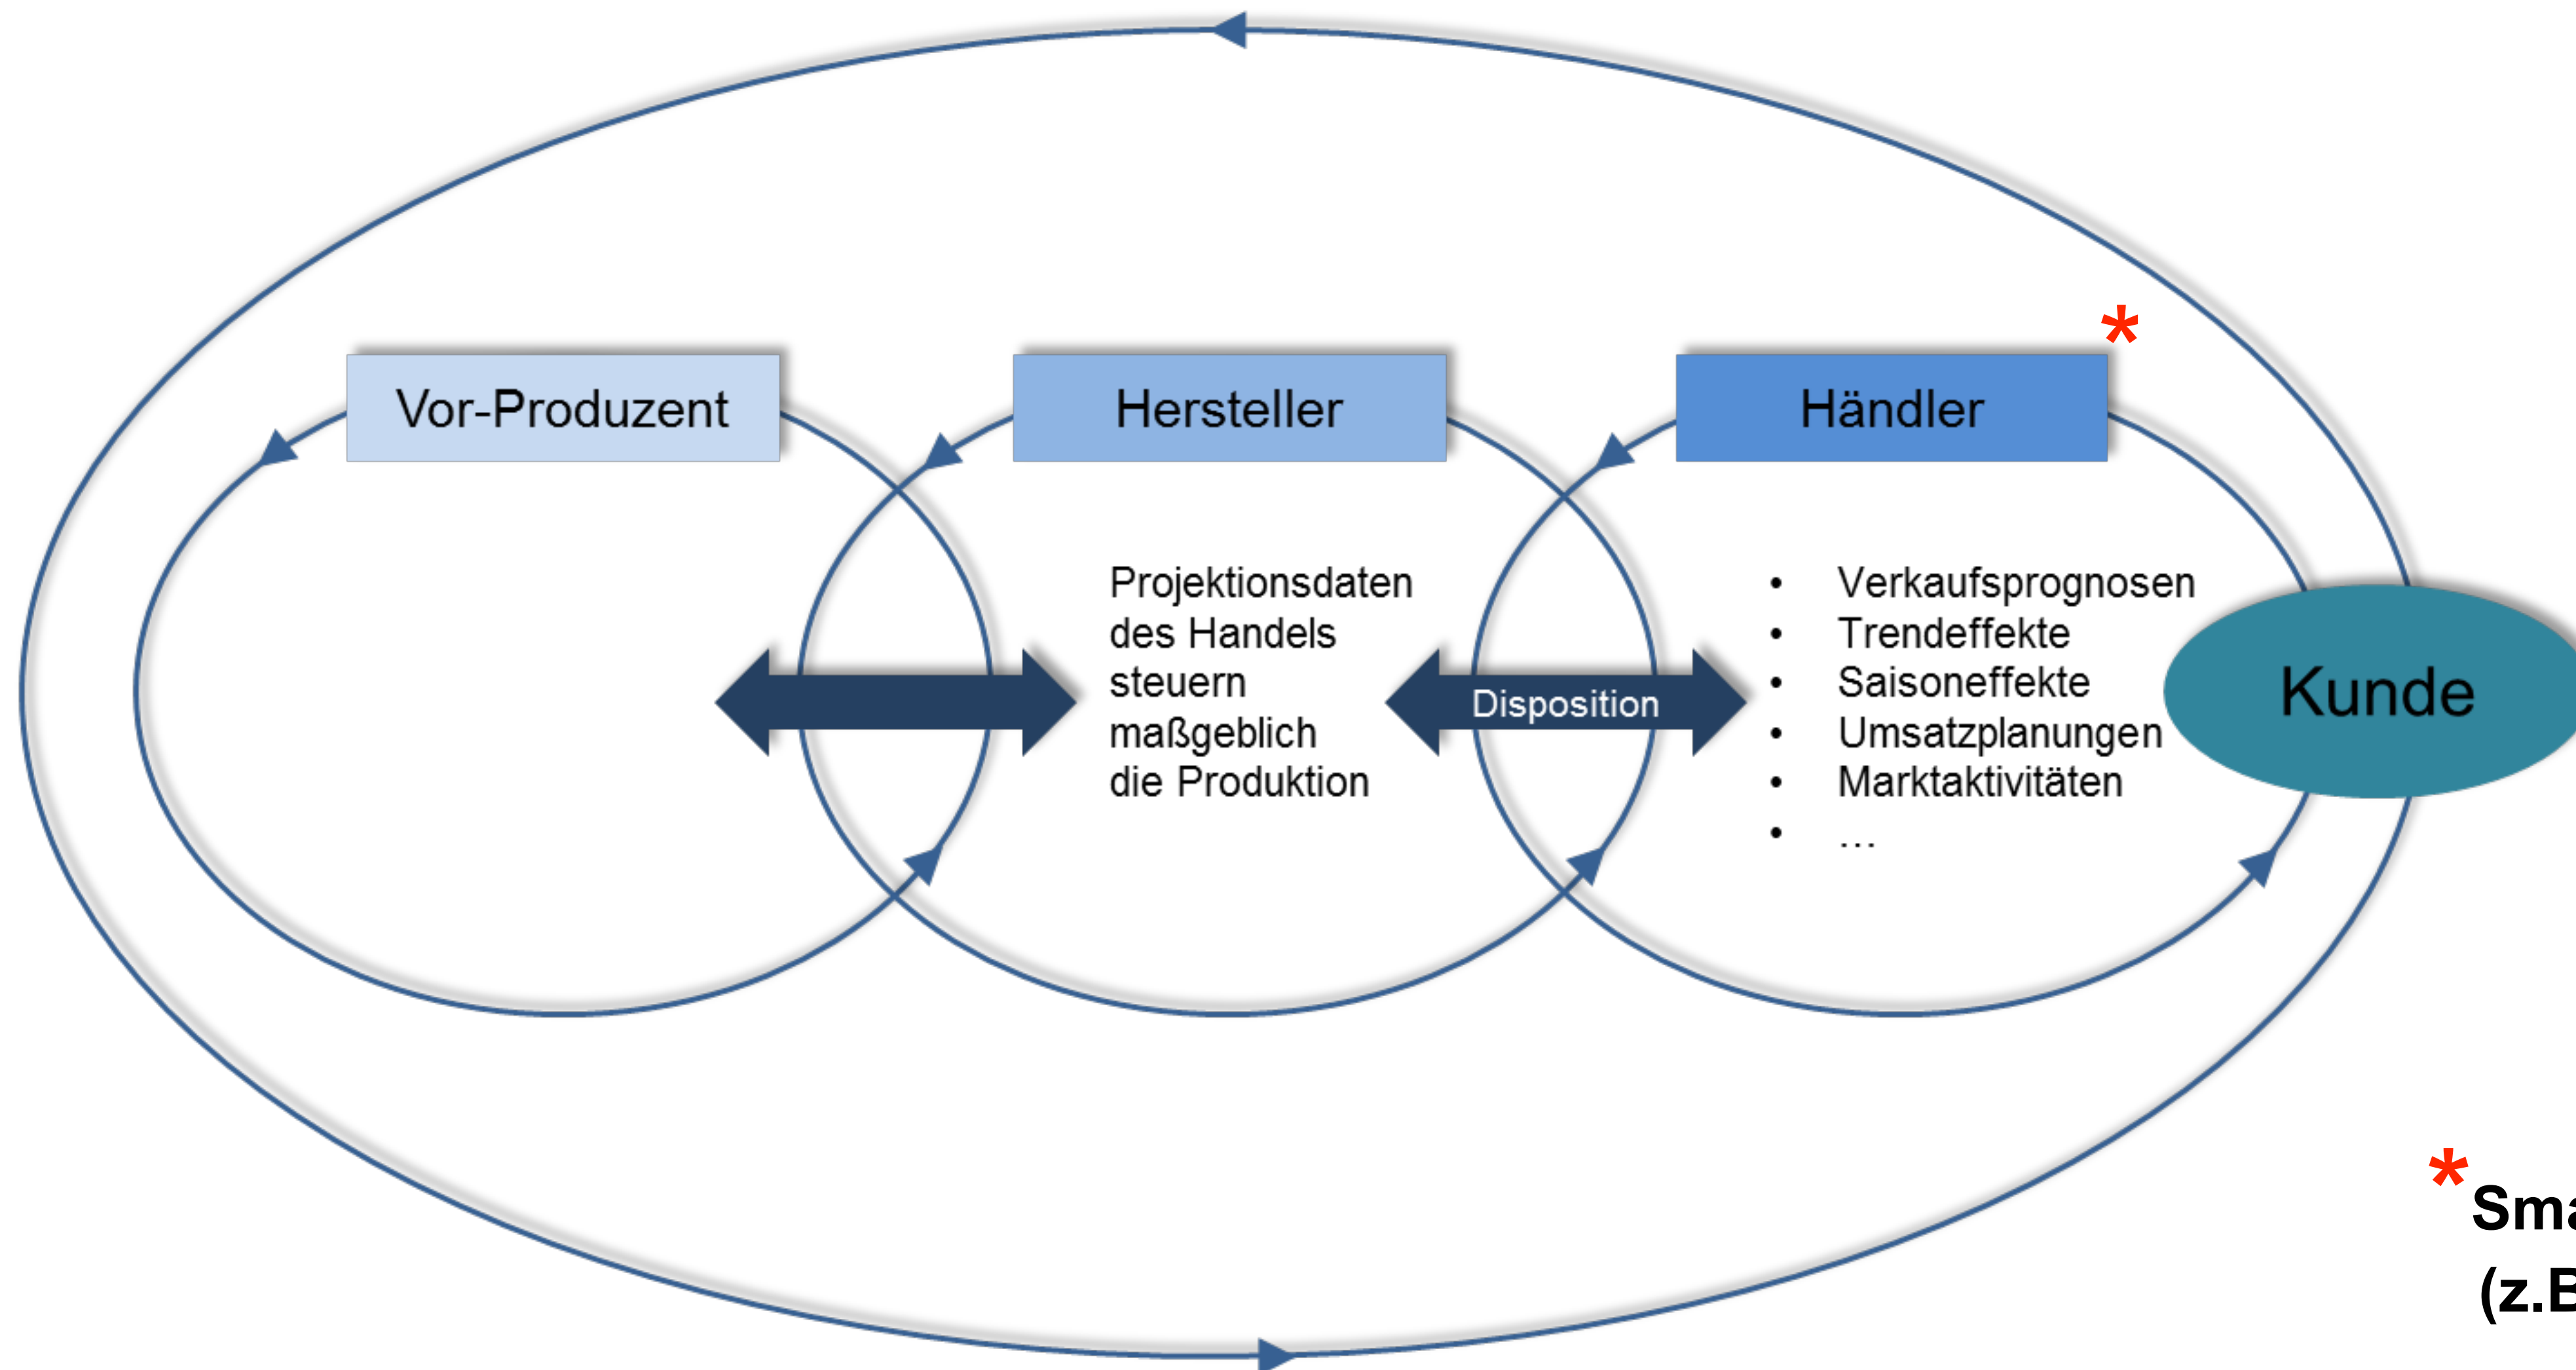 *
Vor-Produzent
Hersteller
Händler
Projektionsdaten
des Handels
steuern
maßgeblich
die Produktion
Disposition
• Verkaufsprognosen
• Trendeffekte
• Saisoneffekte
• Umsatzplanungen
• Marktaktivitäten
• ...
Kunde
*
(z.B